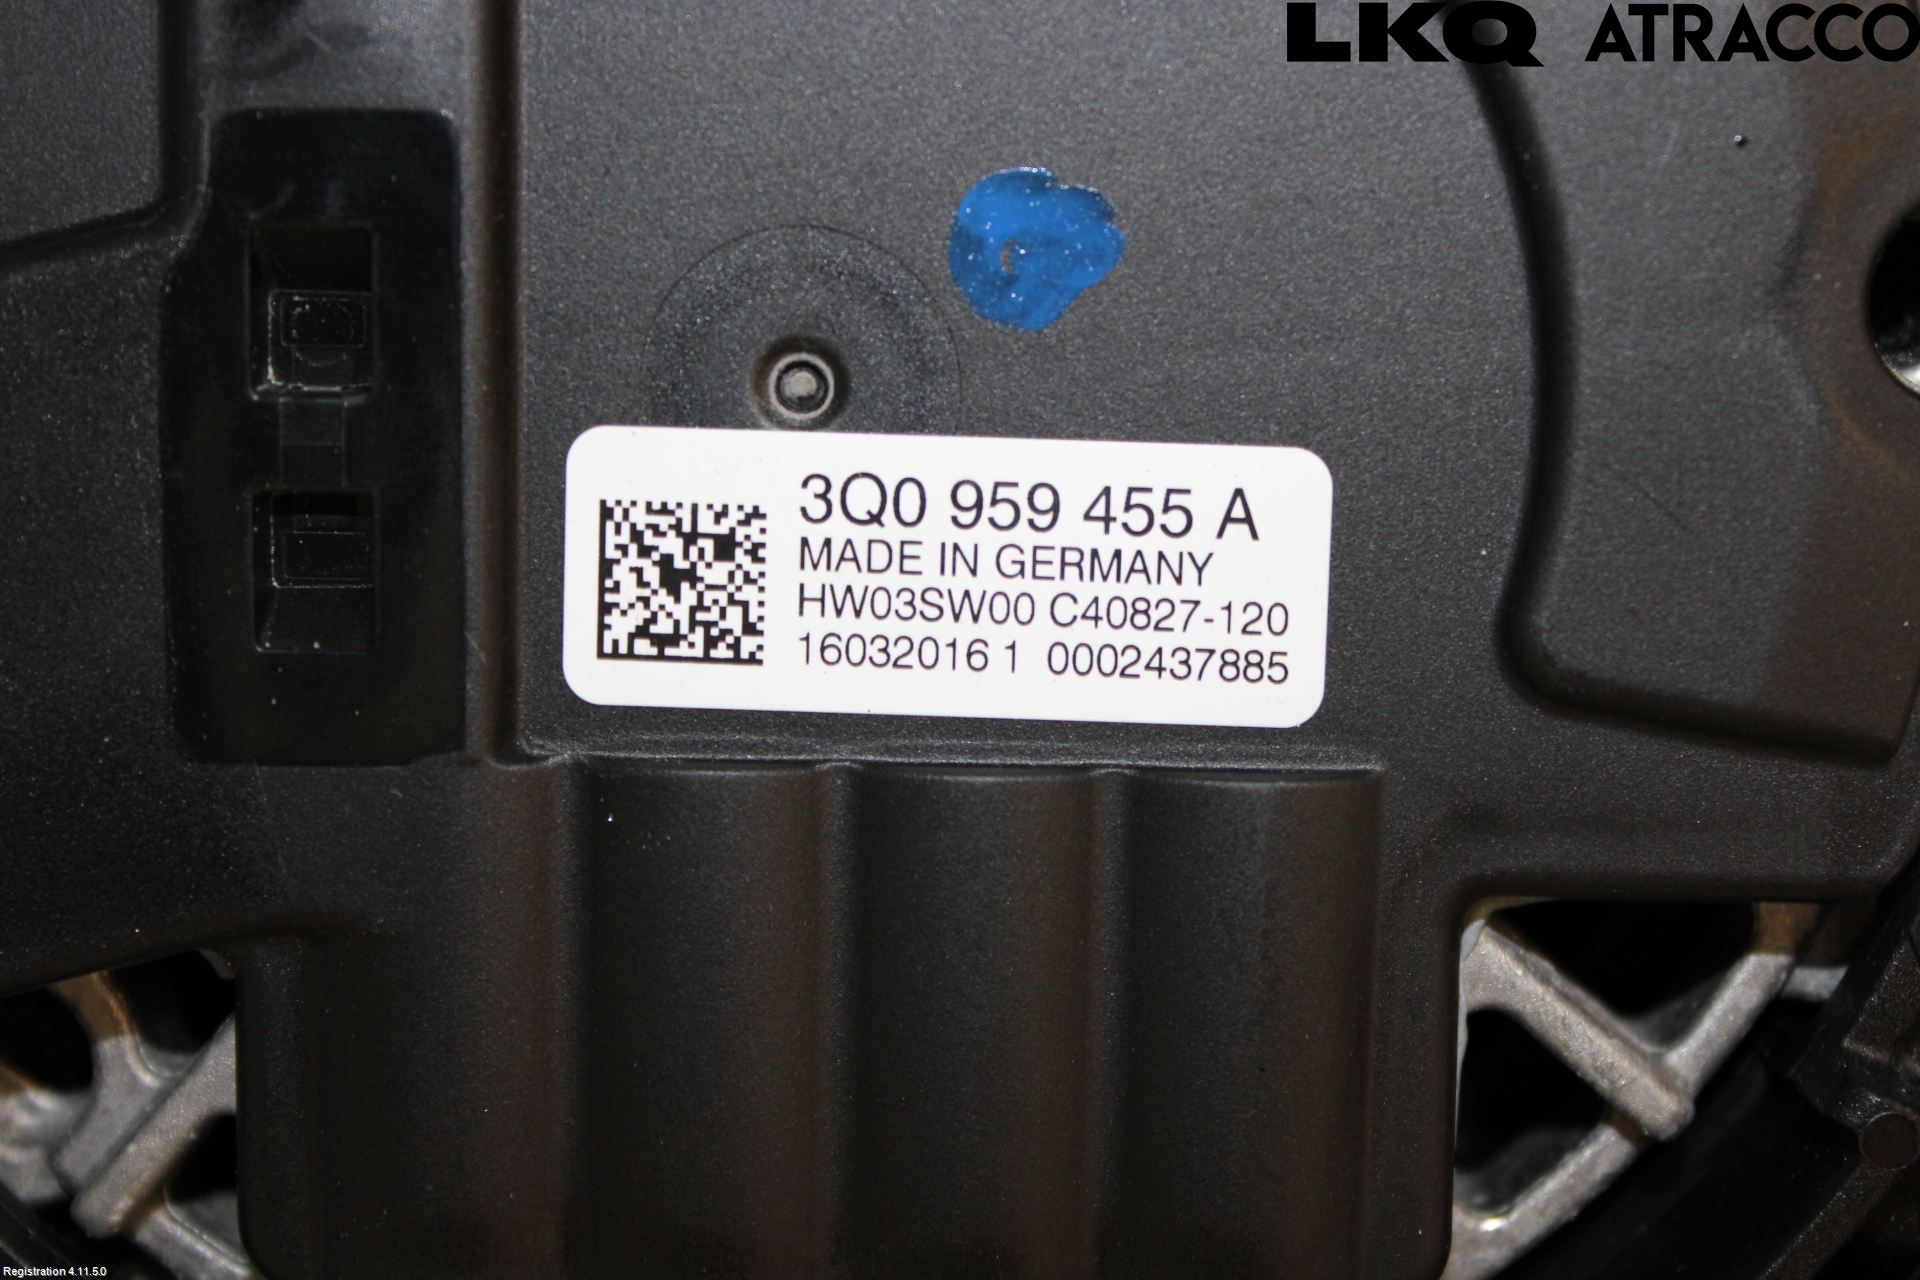 LKQ ATRACCO
3Q0 959 455 A
MADE IN GERMANY
HW03SW00 C40827-120
16032016 1 0002437885
Registration 4.11.5.0